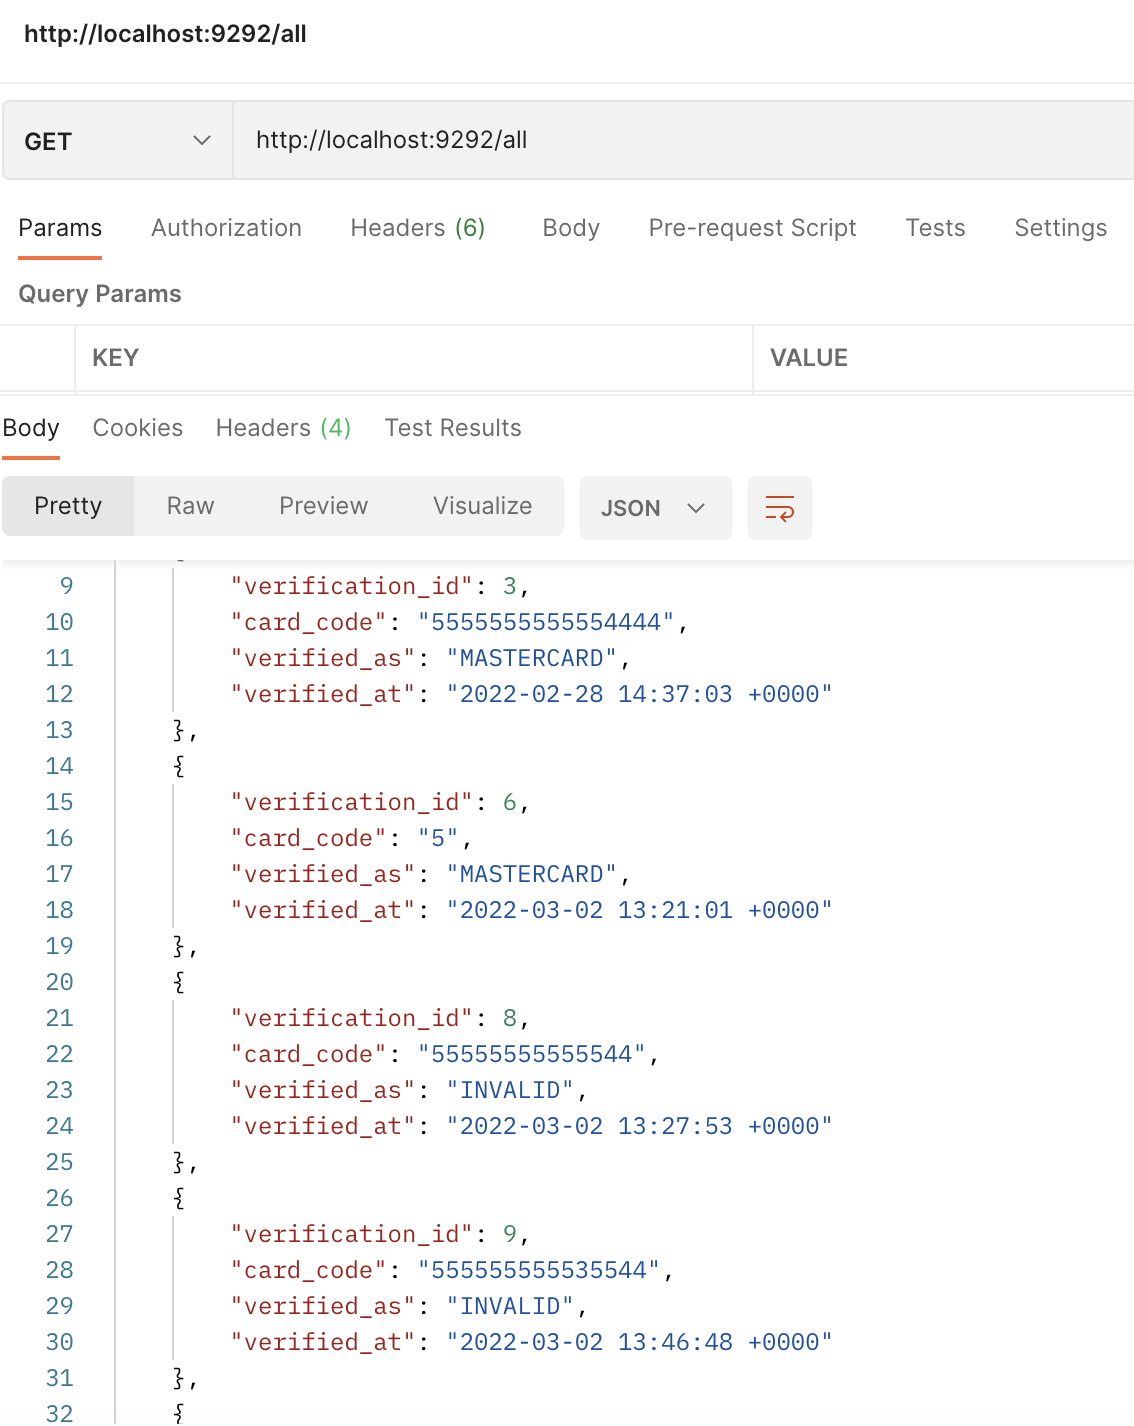 http://localhost:9292/all
GET http://localhost:9292/all
Params Authorization Headers (6) Body Pre-request Script Tests Settings
Query Params
KEY VALUE
Body Cookies Headers (4) Test Results
Pretty Raw Preview Visualize JSON
9 "verification_id": 3,
10 "card_code": "5555555555554444",
11 "verified_as": "MASTERCARD",
12 "verified_at": "2022-02-28 14:37:03 +0000"
13 },
14 {
15 "verification_id": 6,
16 "card_code": "5",
17 "verified_as": "MASTERCARD",
18 "verified_at": "2022-03-02 13:21:01 +0000"
19 },
20 {
21 "verification_id": 8,
22 "card_code": "55555555555544",
23 "verified_as": "INVALID",
24 "verified_at": "2022-03-02 13:27:53 +0000"
25 },
26 {
27 "verification_id": 9,
28 "card_code": "555555555535544",
29 "verified_as": "INVALID",
30 "verified_at": "2022-03-02 13:46:48 +0000"
31 },
32 {